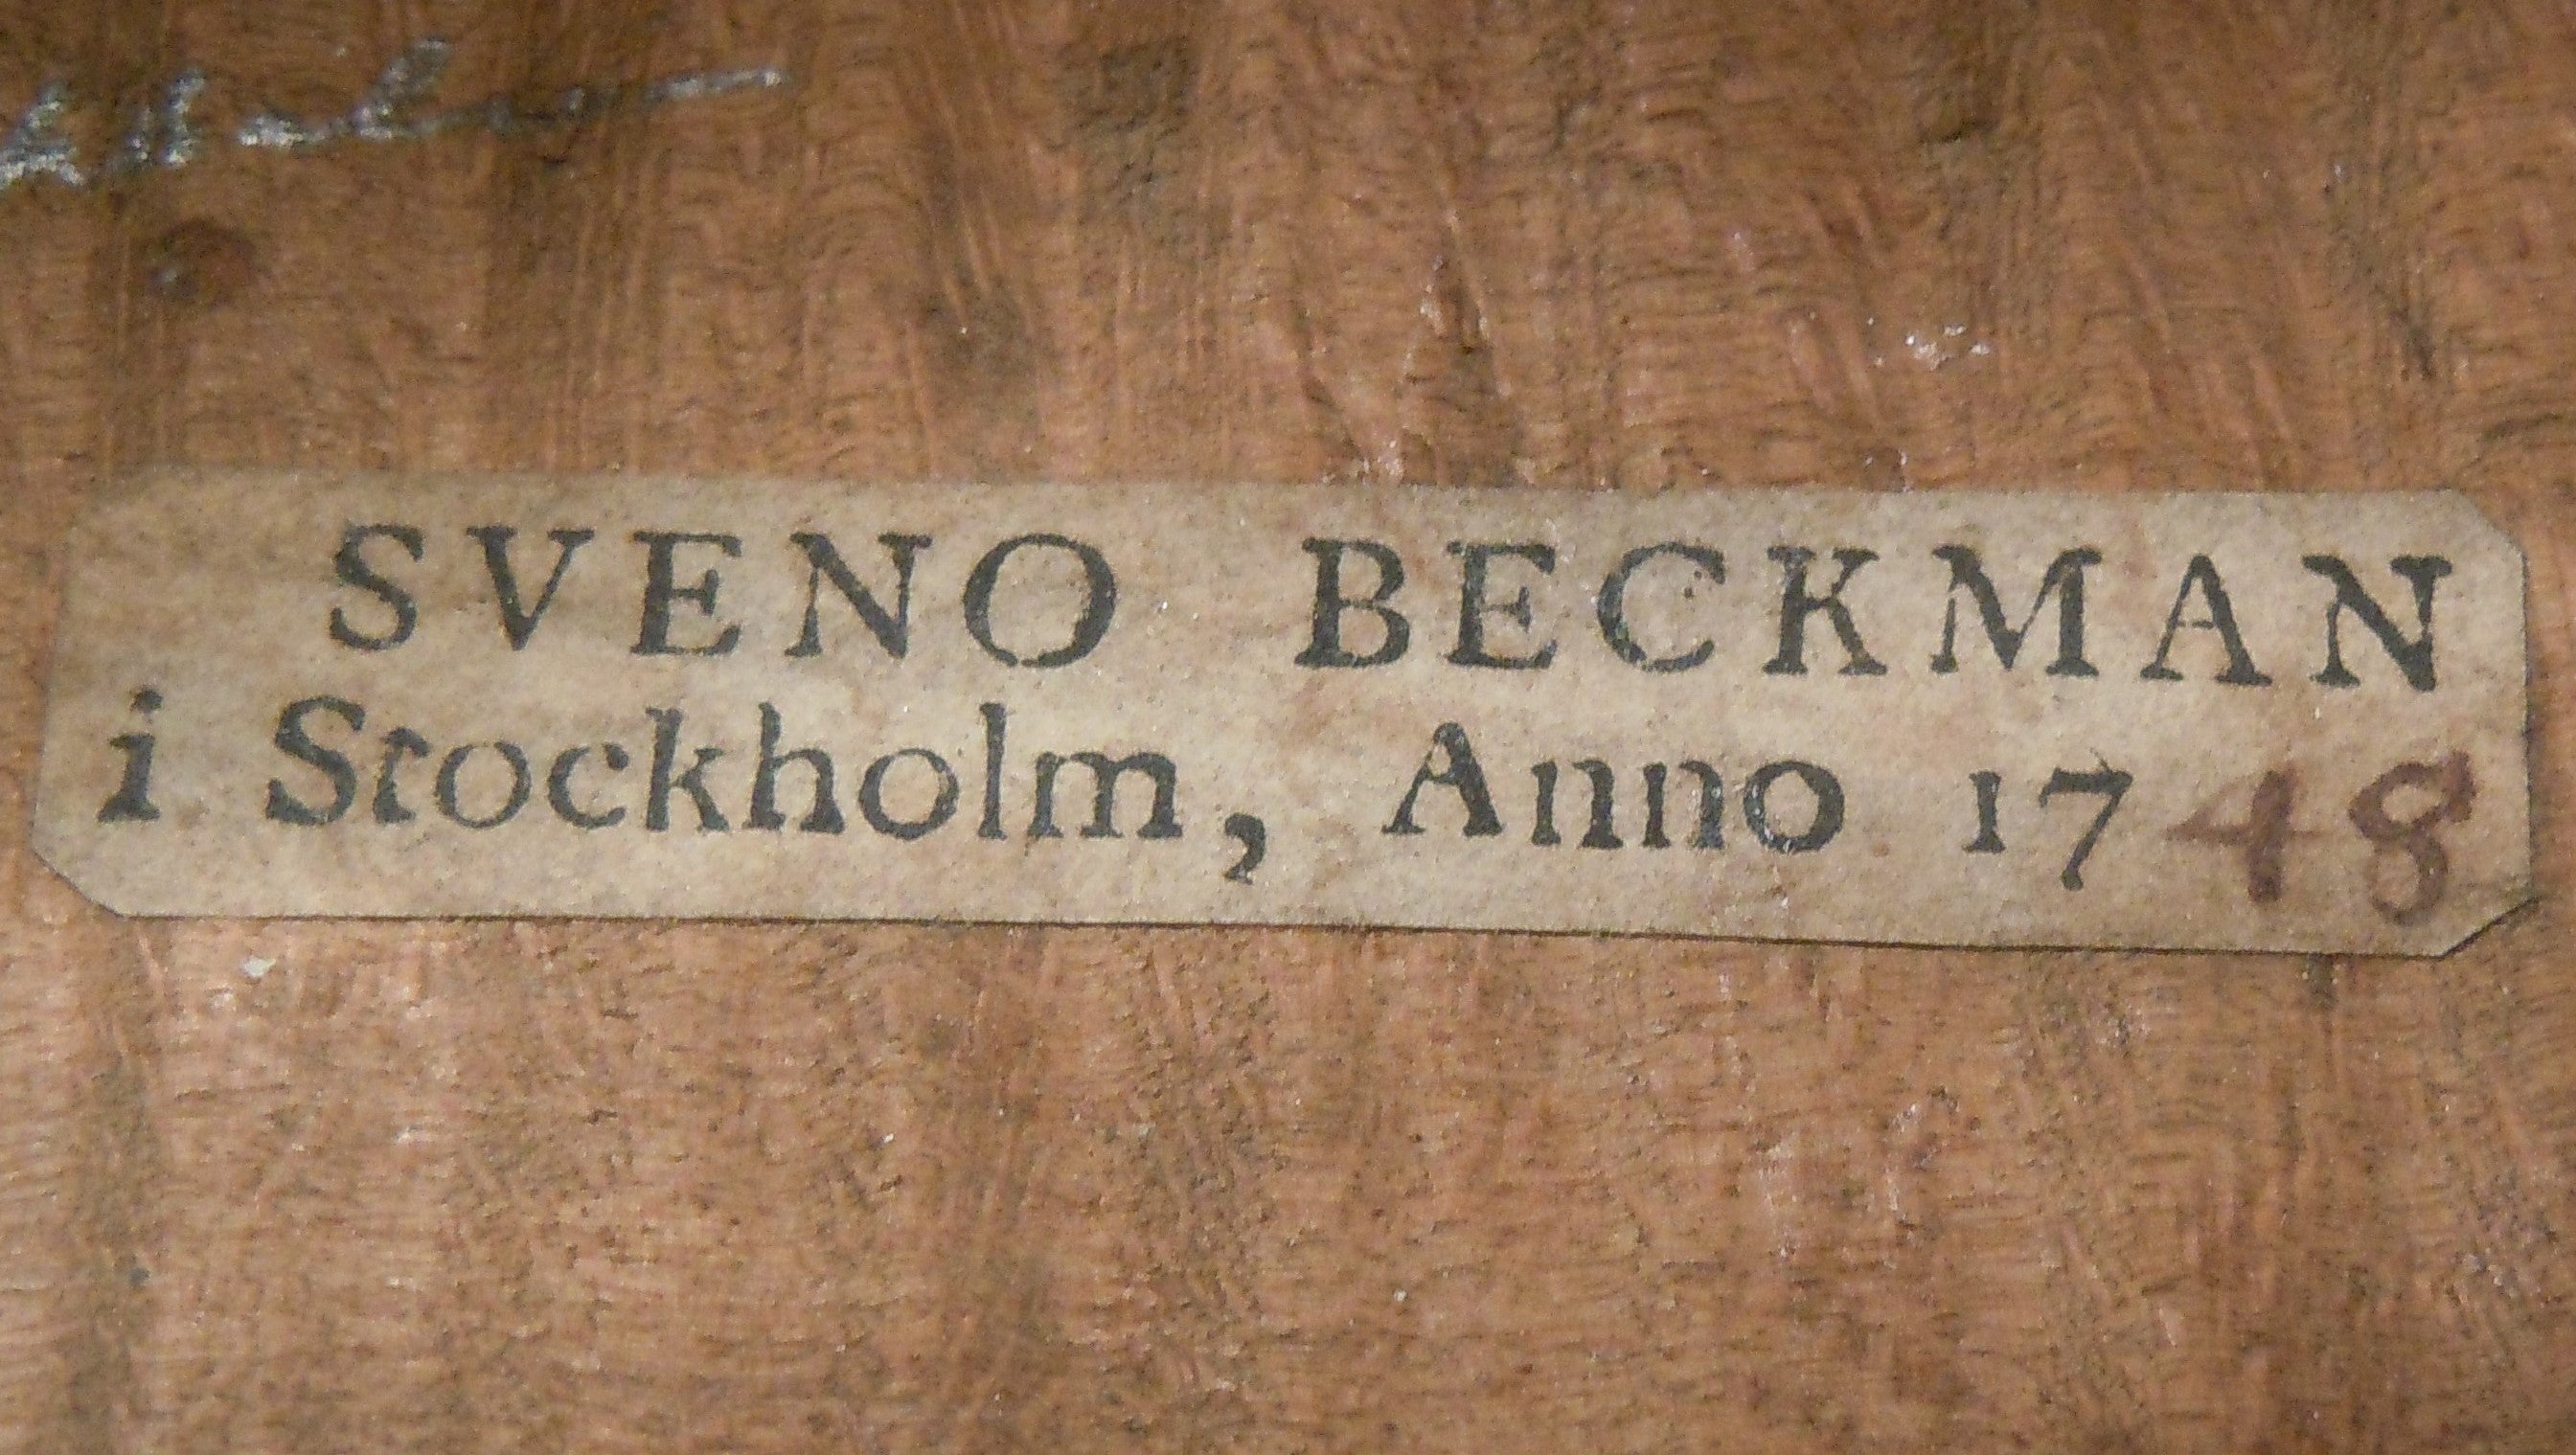 SVENO BECKMAN
i Stockholm, Anno 1748